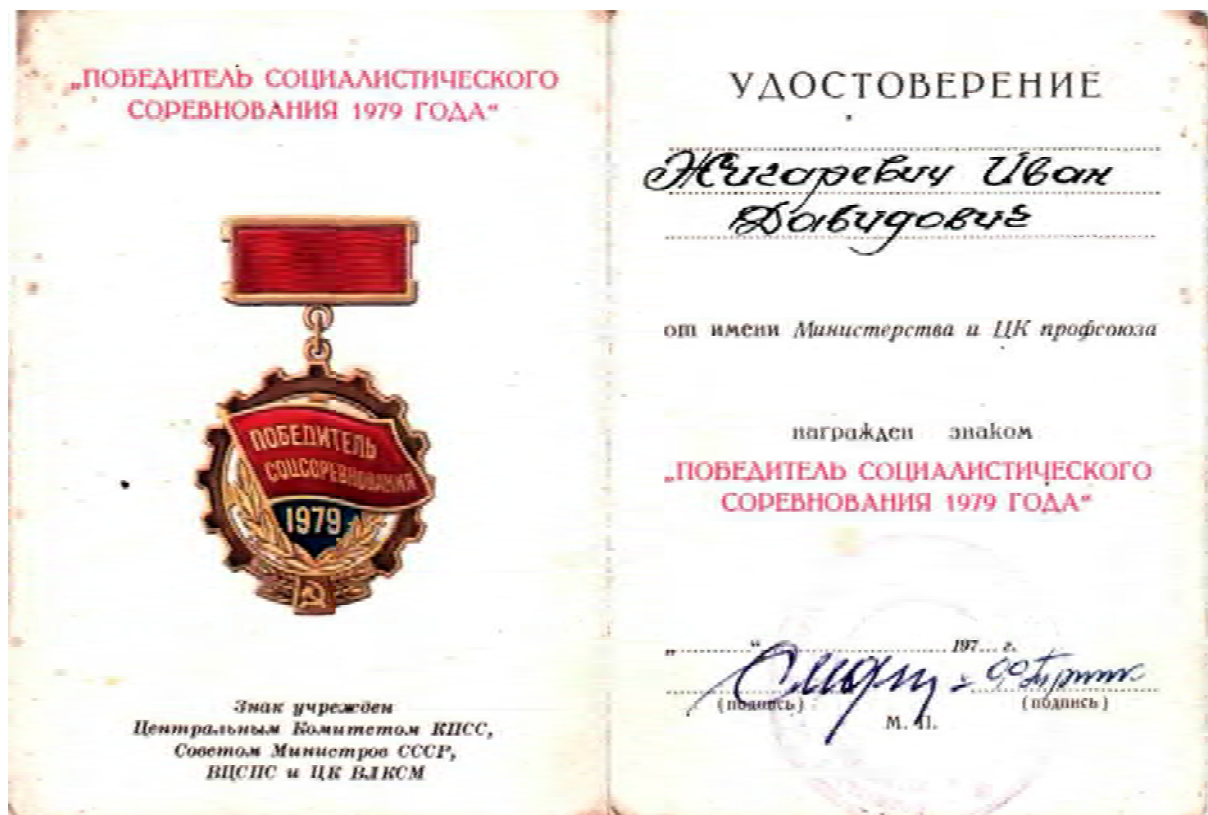 „ПОБЕДИТЕЛЬ СОЦИАЛИСТИЧЕСКОГО
СОРЕВНОВАНИЯ 1979 ГОДА“
ПОБЕДИТЕЛЬ
СОЦСОРЕВНОВАНИЯ
1979
Знак учрежден
Центральным Комитетом КПСС,
Советом Министров СССР,
ВЦСПС и ЦК ВЛКСМ
УДОСТОВЕРЕНИЕ
Жигаревич Иван
Давидович
от имени Министерства и ЦК профсоюза
награжден знаком
„ПОБЕДИТЕЛЬ СОЦИАЛИСТИЧЕСКОГО
СОРЕВНОВАНИЯ 1979 ГОДА“
„ ........ “ ........ 197... г.
(подпись) (подпись)
М. П.